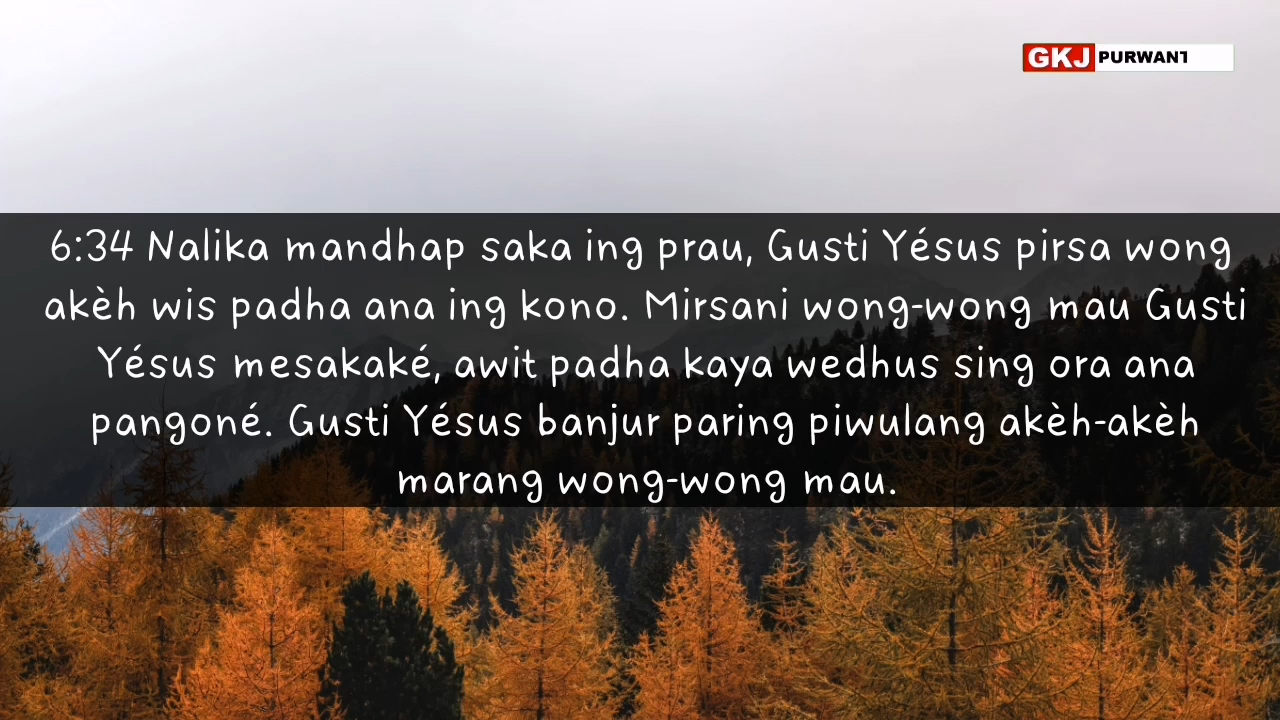 GKJ PURWANT
6:34 Nalika mandhap saka ing prau, Gusti Yésus pirsa wong
akèh wis padha ana ing kono. Mirsani wong-wong mau Gusti
Yésus mesakaké, awit padha kaya wedhus sing ora ana
pangoné. Gusti Yésus banjur paring piwulang akèh-akèh
marang wong-wong mau.